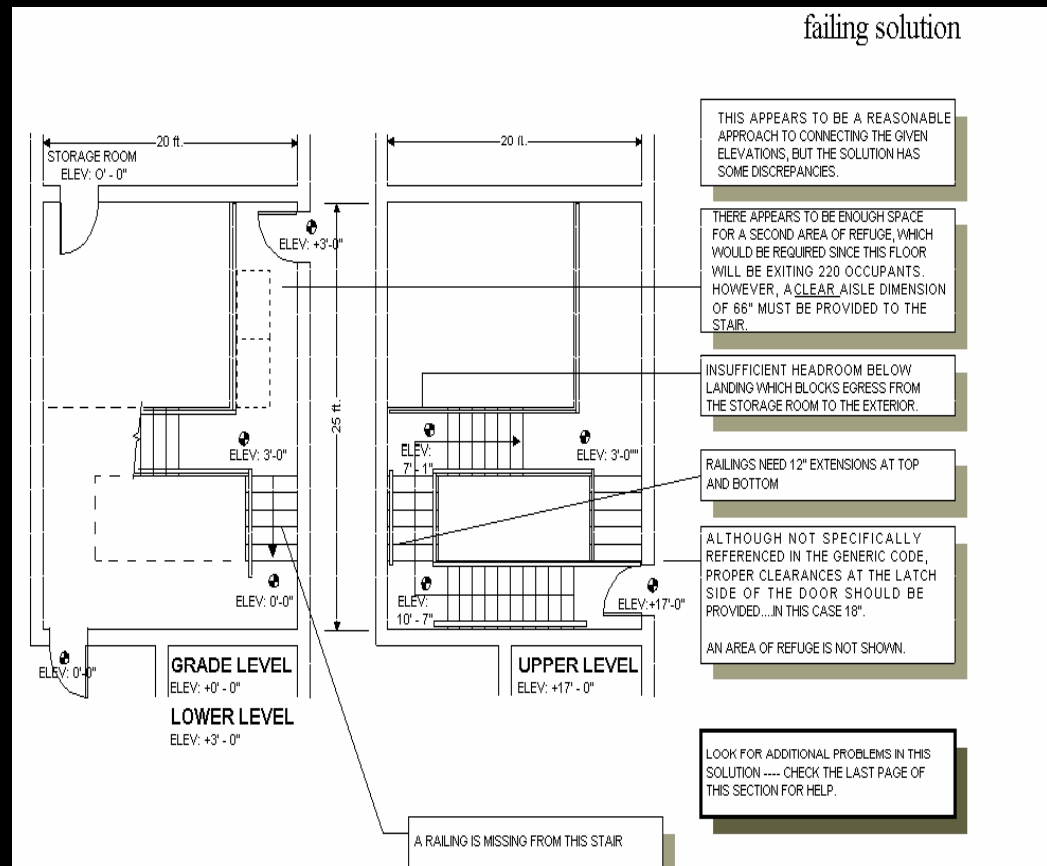 failing solution
20 ft.
STORAGE ROOM
ELEV: 0' - 0"
ELEV: +3'-0"
25 ft.
ELEV: 3'-0"
ELEV: 0'-0"
ELEV: 0'-0"
GRADE LEVEL
ELEV: +0' - 0"
LOWER LEVEL
ELEV: +3' - 0"
20 ft.
ELEV:
7' - 1"
ELEV: 3'-0""
ELEV:
10' - 7"
ELEV:+17'-0"
UPPER LEVEL
ELEV: +17' - 0"
THIS APPEARS TO BE A REASONABLE
APPROACH TO CONNECTING THE GIVEN
ELEVATIONS, BUT THE SOLUTION HAS
SOME DISCREPANCIES.
THERE APPEARS TO BE ENOUGH SPACE
FOR A SECOND AREA OF REFUGE, WHICH
WOULD BE REQUIRED SINCE THIS FLOOR
WILL BE EXITING 220 OCCUPANTS.
HOWEVER, A CLEAR AISLE DIMENSION
OF 66" MUST BE PROVIDED TO THE
STAIR.
INSUFFICIENT HEADROOM BELOW
LANDING WHICH BLOCKS EGRESS FROM
THE STORAGE ROOM TO THE EXTERIOR.
RAILINGS NEED 12" EXTENSIONS AT TOP
AND BOTTOM
ALTHOUGH NOT SPECIFICALLY
REFERENCED IN THE GENERIC CODE,
PROPER CLEARANCES AT THE LATCH
SIDE OF THE DOOR SHOULD BE
PROVIDED....IN THIS CASE 18".
AN AREA OF REFUGE IS NOT SHOWN.
LOOK FOR ADDITIONAL PROBLEMS IN THIS
SOLUTION ---- CHECK THE LAST PAGE OF
THIS SECTION FOR HELP.
A RAILING IS MISSING FROM THIS STAIR